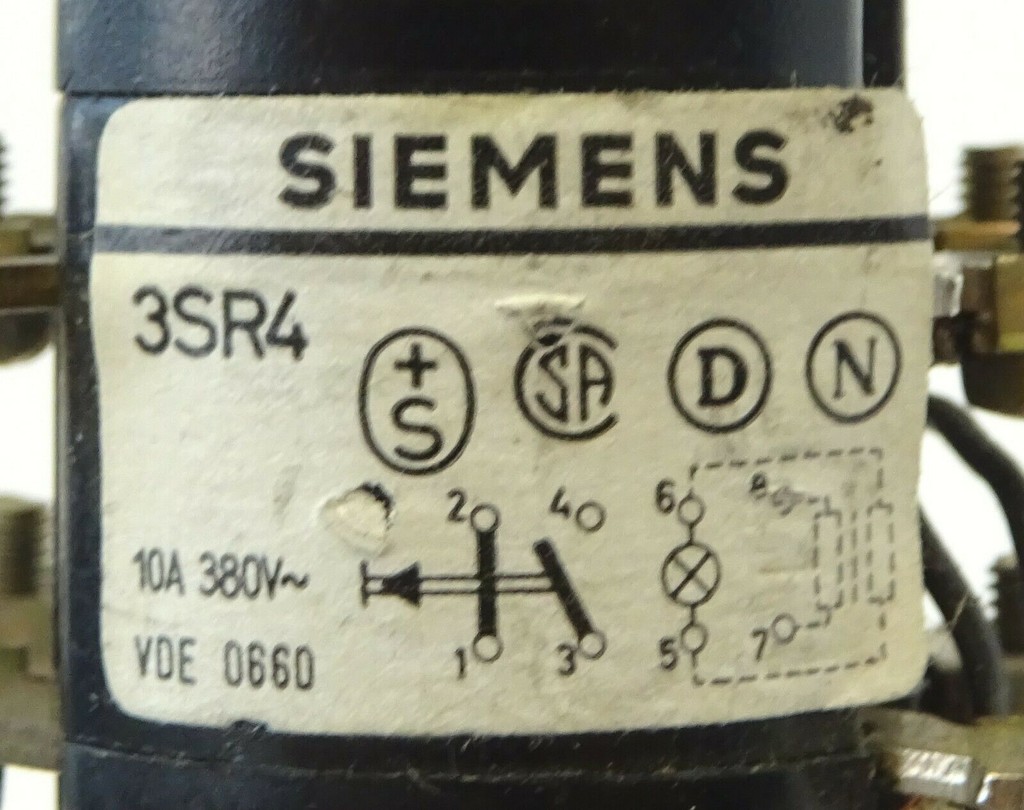 SIEMENS
3SR4
+ S SA D N
2 4 6 8
10A 380V~
VDE 0660
1 3 5 7